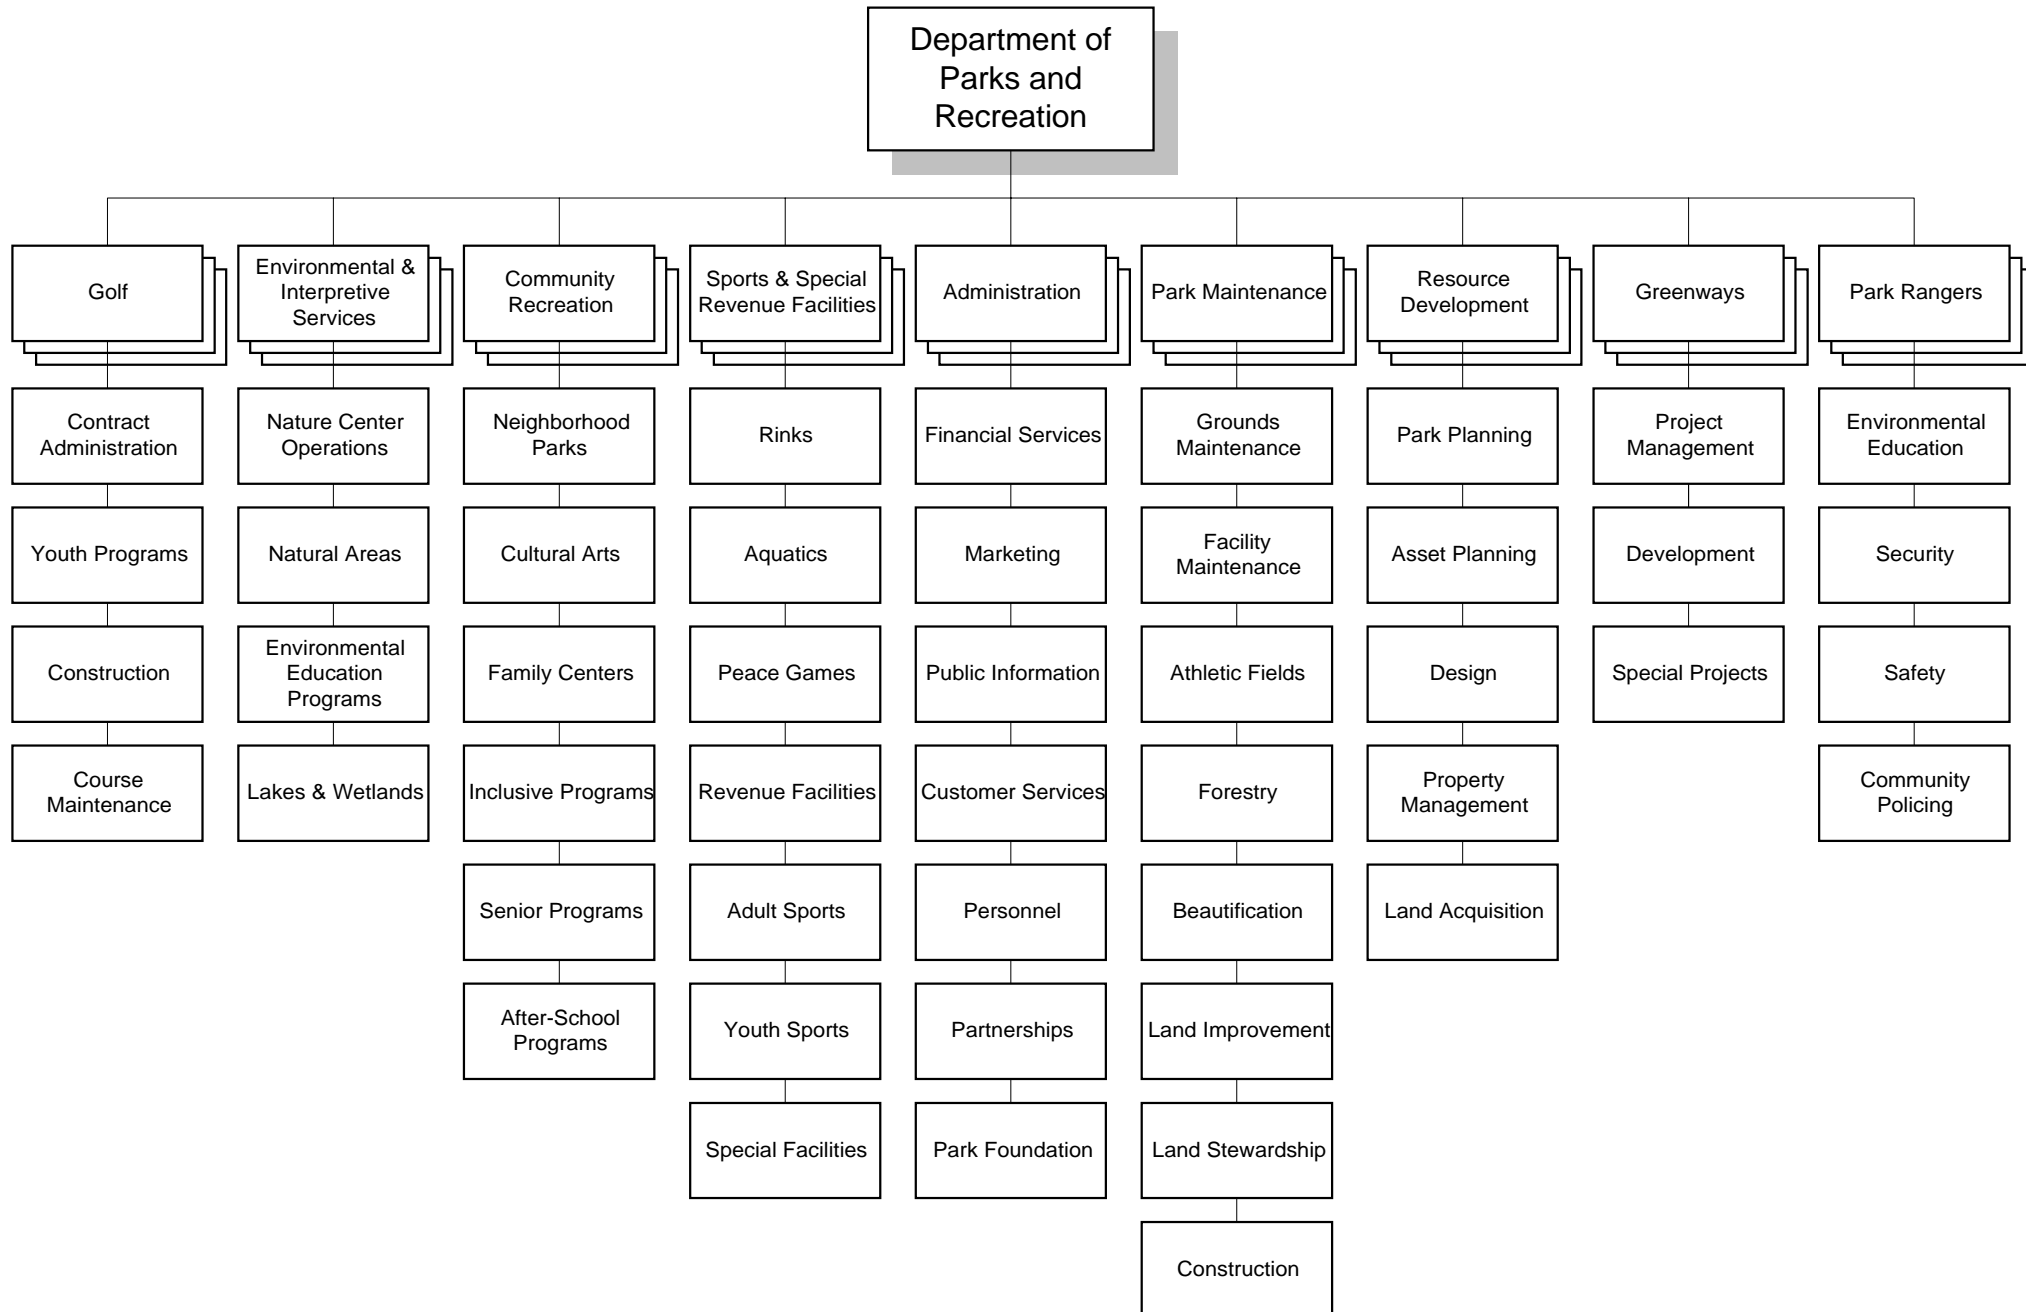 Department of
Parks and
Recreation
Golf
Environmental &
Interpretive
Services
Community
Recreation
Sports & Special
Revenue Facilities
Administration
Park Maintenance
Resource
Development
Greenways
Park Rangers
Contract
Administration
Nature Center
Operations
Neighborhood
Parks
Rinks
Financial Services
Grounds
Maintenance
Park Planning
Project
Management
Environmental
Education
Youth Programs
Natural Areas
Cultural Arts
Aquatics
Marketing
Facility
Maintenance
Asset Planning
Development
Security
Construction
Environmental
Education
Programs
Family Centers
Peace Games
Public Information
Athletic Fields
Design
Special Projects
Safety
Course
Maintenance
Lakes & Wetlands
Inclusive Programs
Revenue Facilities
Customer Services
Forestry
Property
Management
Community
Policing
Senior Programs
Adult Sports
Personnel
Beautification
Land Acquisition
After-School
Programs
Youth Sports
Partnerships
Land Improvement
Special Facilities
Park Foundation
Land Stewardship
Construction